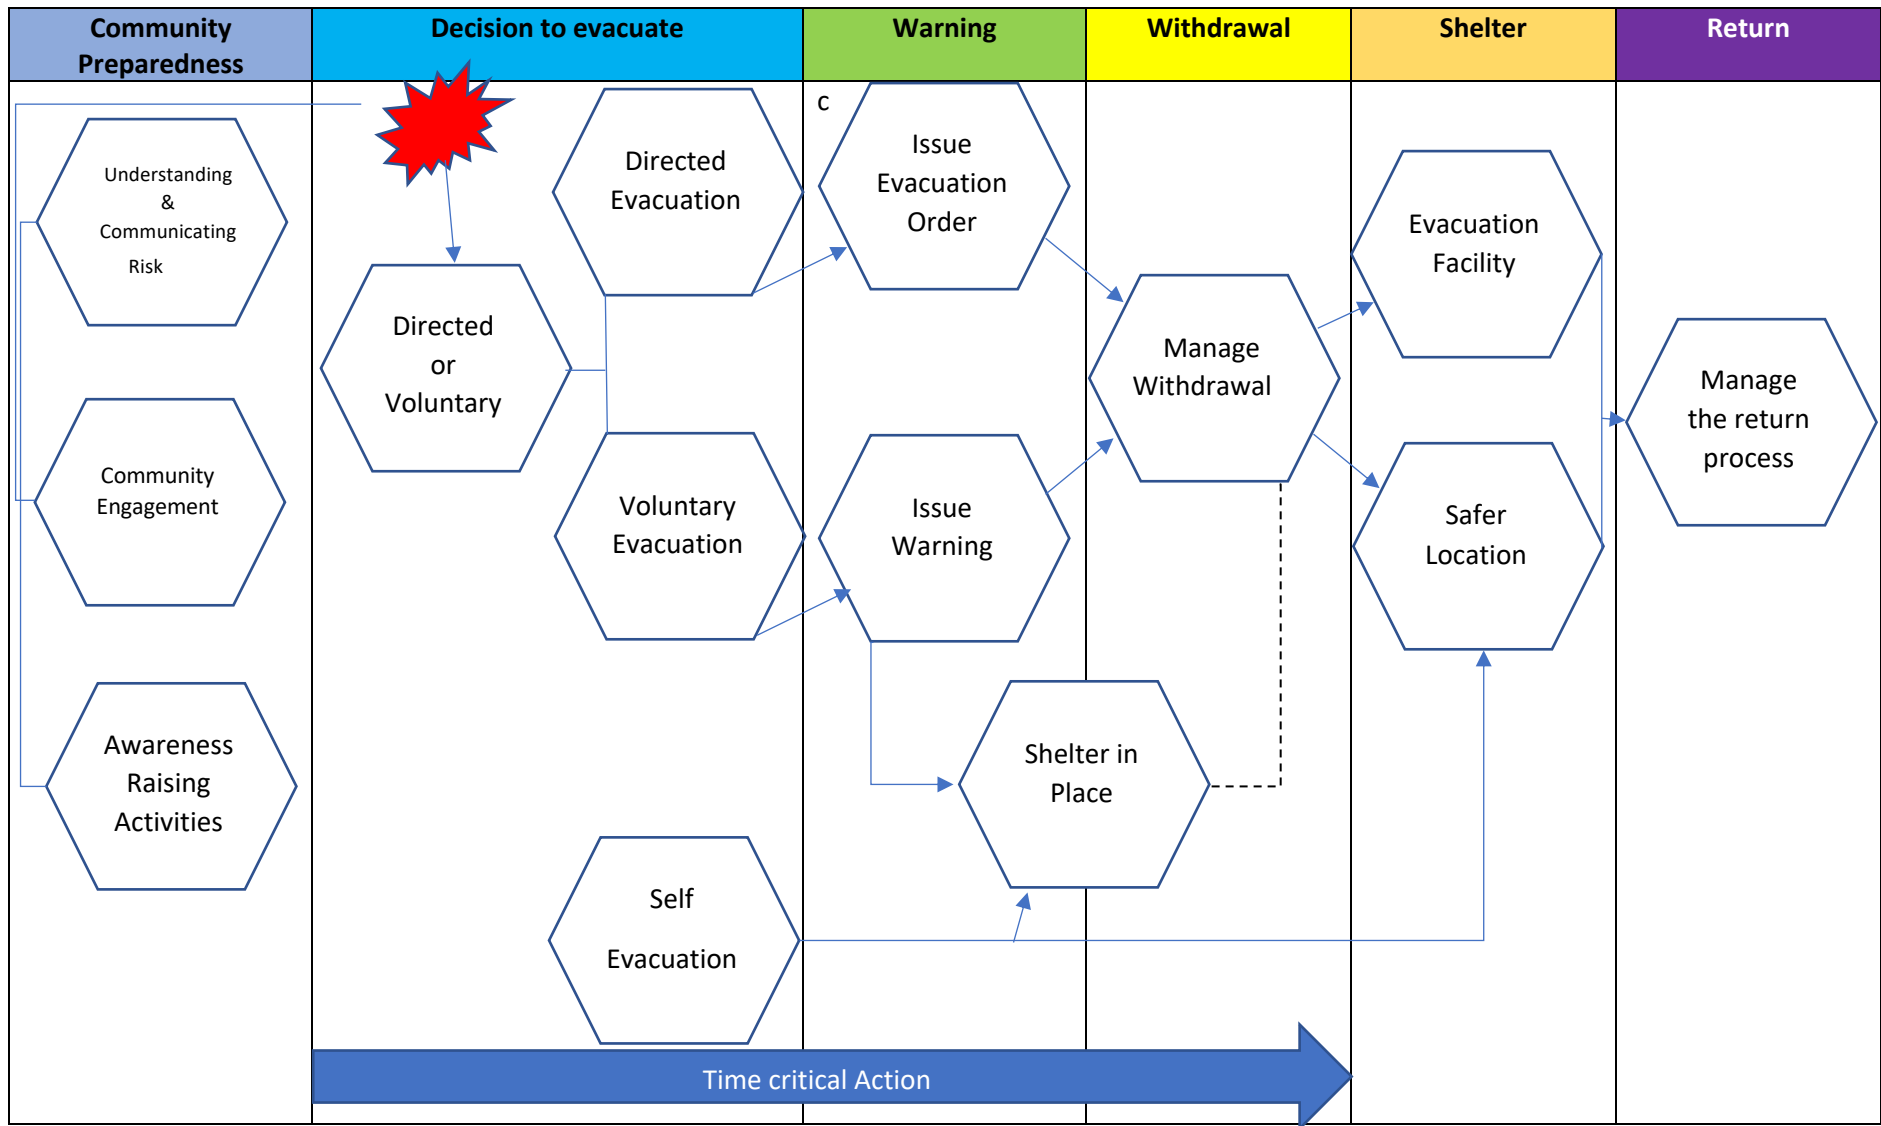 Community
Preparedness
Decision to evacuate
Warning
Withdrawal
Shelter
Return
Understanding
&
Communicating
Risk
Community
Engagement
Awareness
Raising
Activities
Directed
or
Voluntary
Directed
Evacuation
Voluntary
Evacuation
Self
Evacuation
c
Issue
Evacuation
Order
Issue
Warning
Shelter in
Place
Manage
Withdrawal
Evacuation
Facility
Safer
Location
Manage
the return
process
Time critical Action